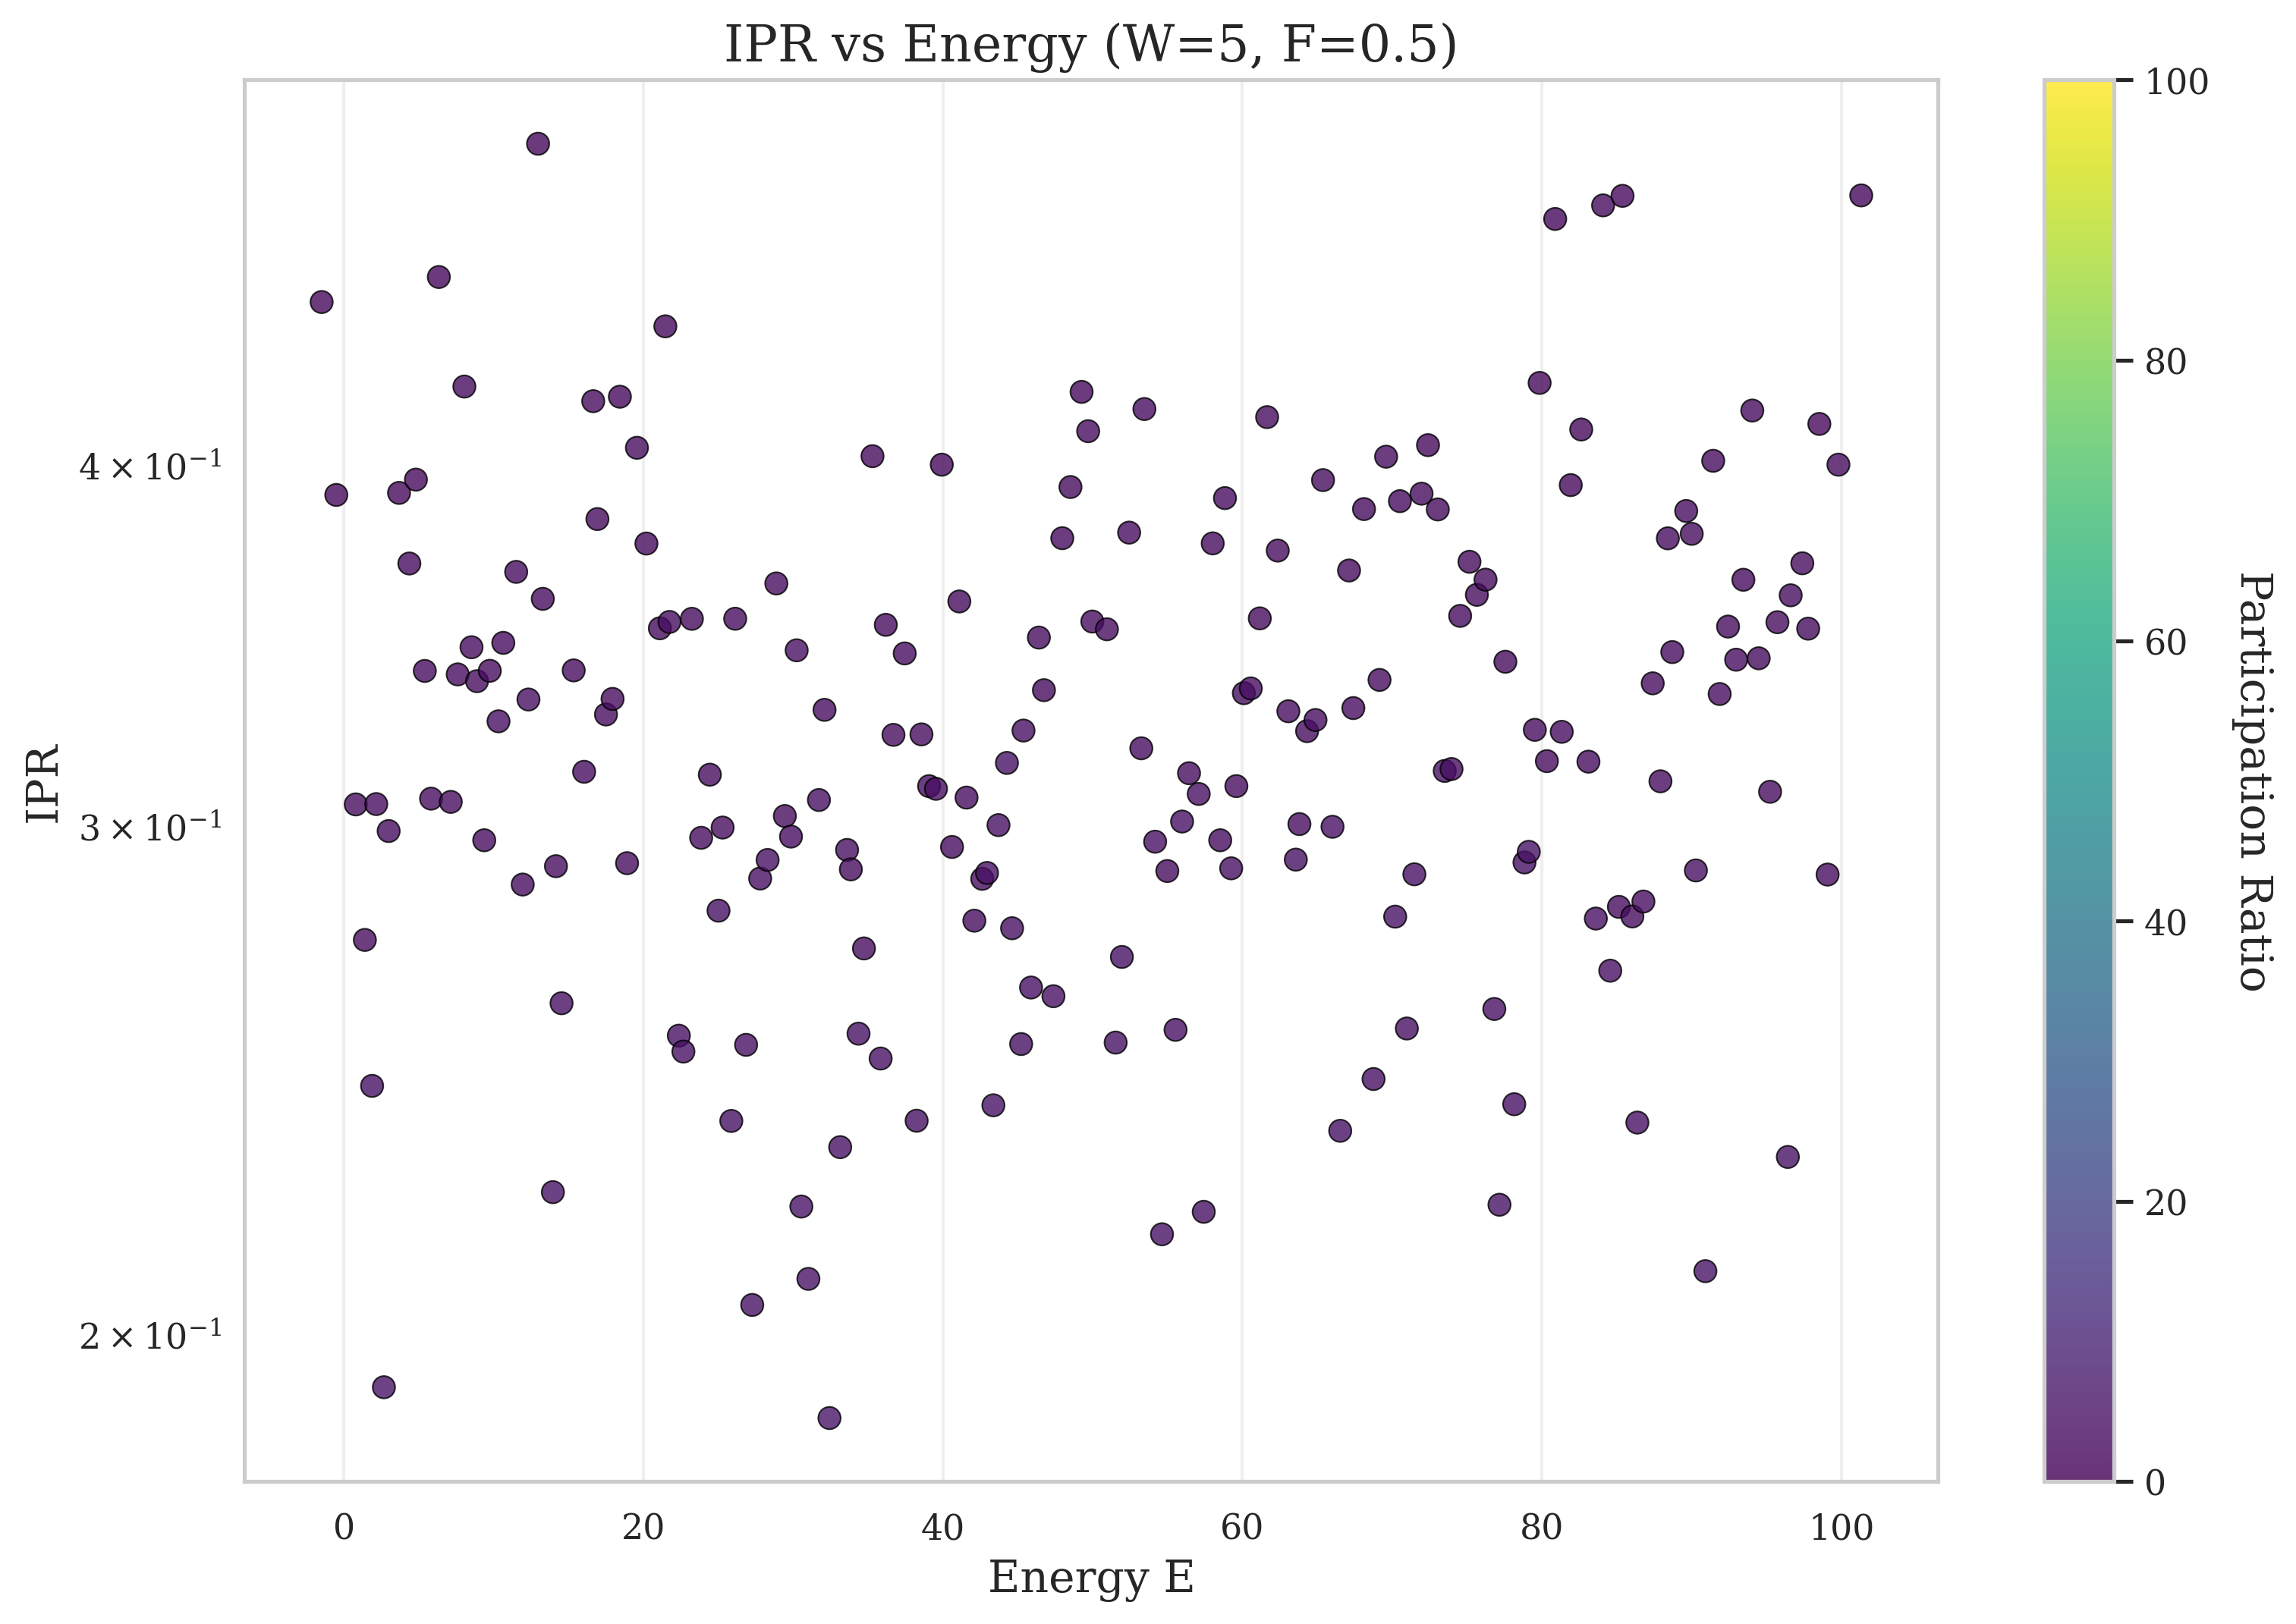 IPR vs Energy (W=5, F=0.5)
IPR
4×10⁻¹
3×10⁻¹
2×10⁻¹
0 20 40 60 80 100
Energy E
100
80
60
40
20
0
Participation Ratio